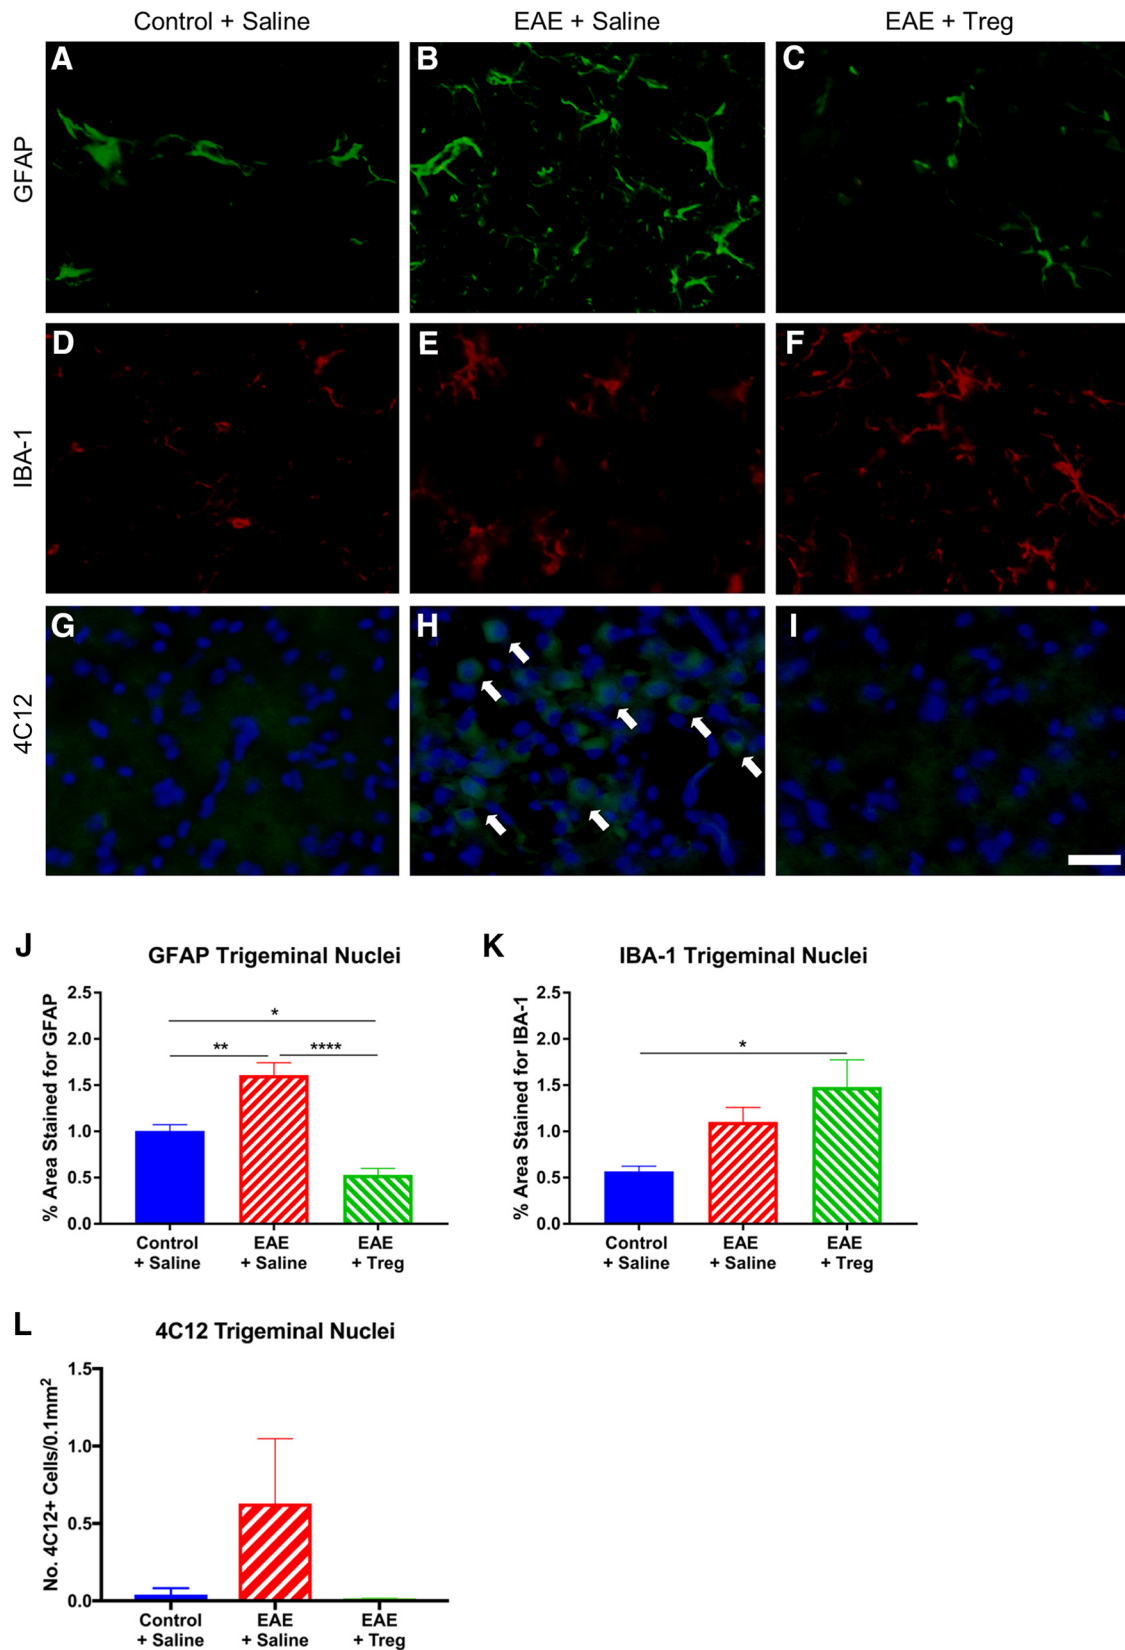 Control + Saline EAE + Saline EAE + Treg
GFAP
A B C
IBA-1
D E F
4C12
G H I
J GFAP Trigeminal Nuclei
% Area Stained for GFAP
2.5
2.0
1.5
1.0
0.5
0.0
*
** ****
Control + Saline
EAE + Saline
EAE + Treg
K IBA-1 Trigeminal Nuclei
% Area Stained for IBA-1
2.5
2.0
1.5
1.0
0.5
0.0
*
Control + Saline
EAE + Saline
EAE + Treg
L 4C12 Trigeminal Nuclei
No. 4C12+ Cells/0.1mm²
1.5
1.0
0.5
0.0
Control + Saline
EAE + Saline
EAE + Treg